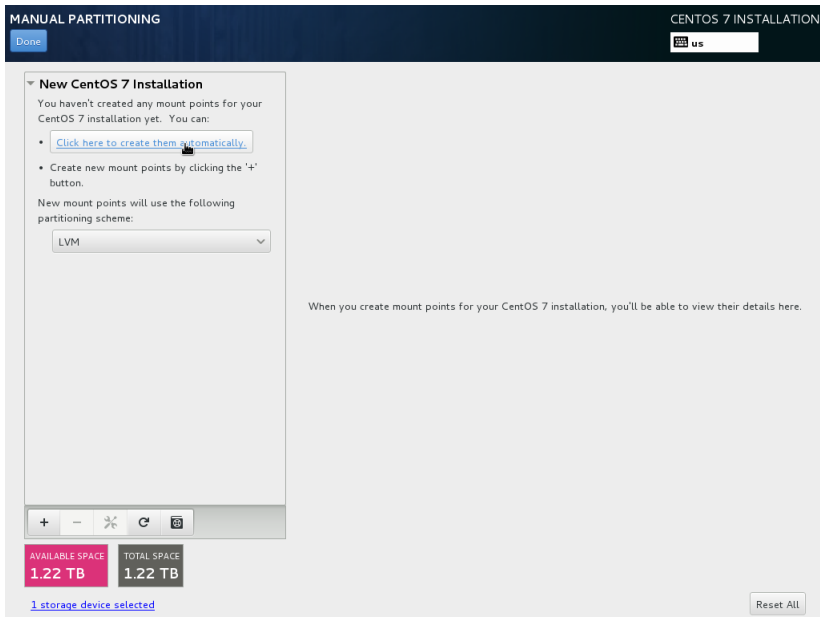 MANUAL PARTITIONING
CENTOS 7 INSTALLATION
Done
us
New CentOS 7 Installation
You haven't created any mount points for your
CentOS 7 installation yet. You can:
• Click here to create them automatically.
• Create new mount points by clicking the '+'
button.
New mount points will use the following
partitioning scheme:
LVM
When you create mount points for your CentOS 7 installation, you'll be able to view their details here.
AVAILABLE SPACE
1.22 TB
TOTAL SPACE
1.22 TB
1 storage device selected
Reset All